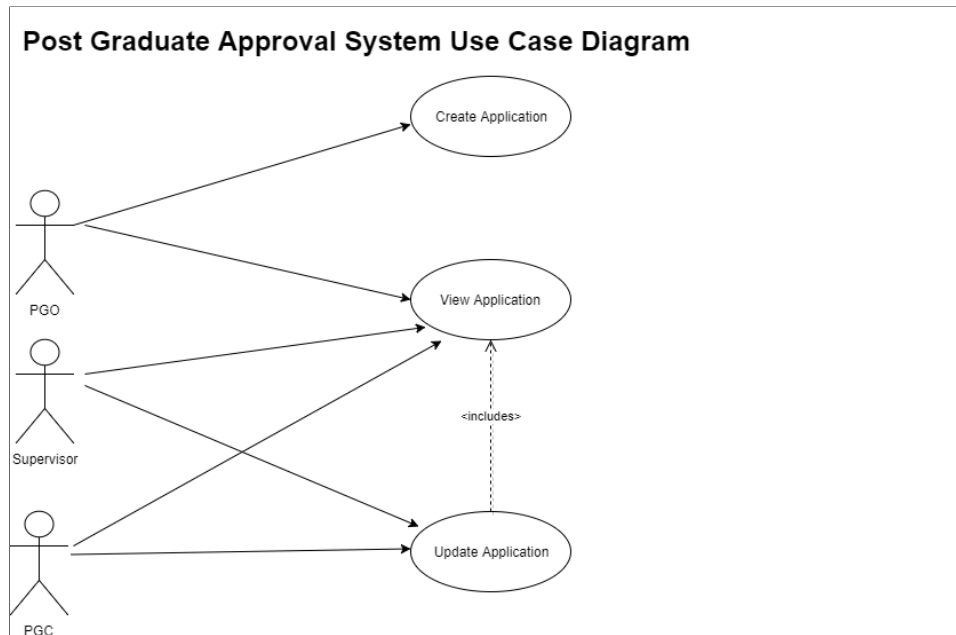 Post Graduate Approval System Use Case Diagram
Create Application
PGO
View Application
<includes>
Supervisor
Update Application
PGC